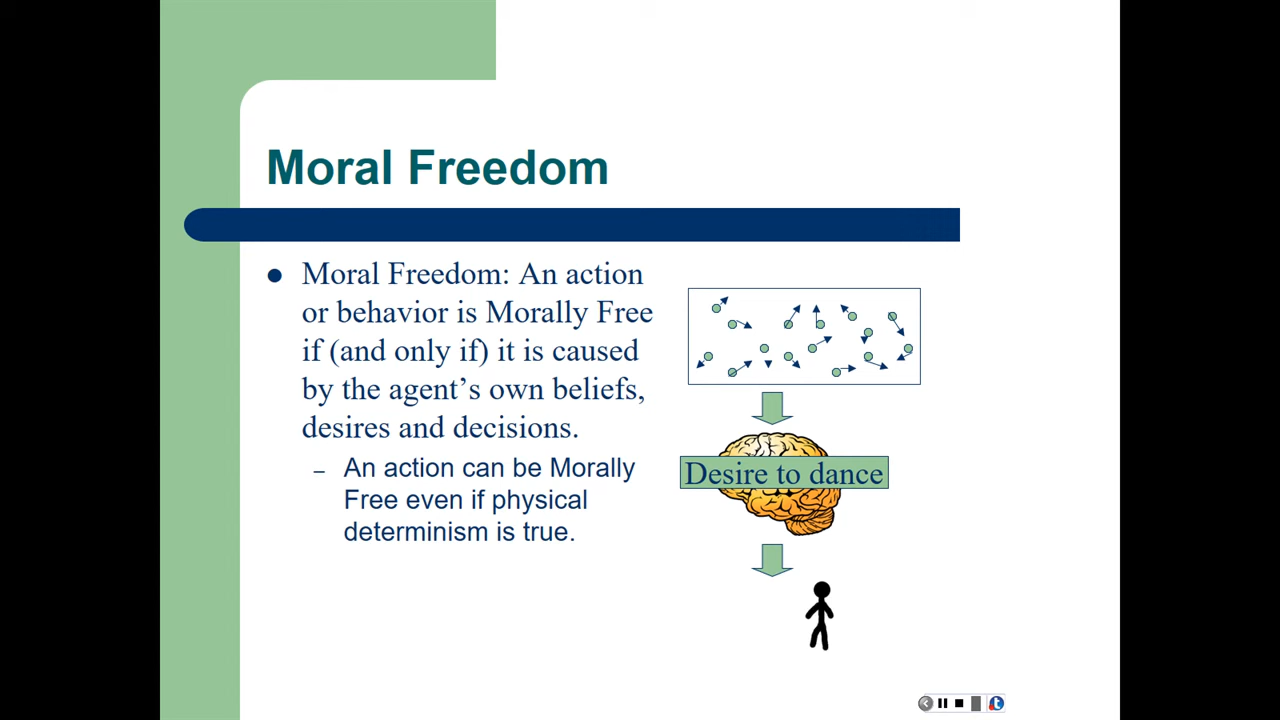 Moral Freedom
Moral Freedom: An action
or behavior is Morally Free
if (and only if) it is caused
by the agent's own beliefs,
desires and decisions.
– An action can be Morally
Free even if physical
determinism is true.
Desire to dance